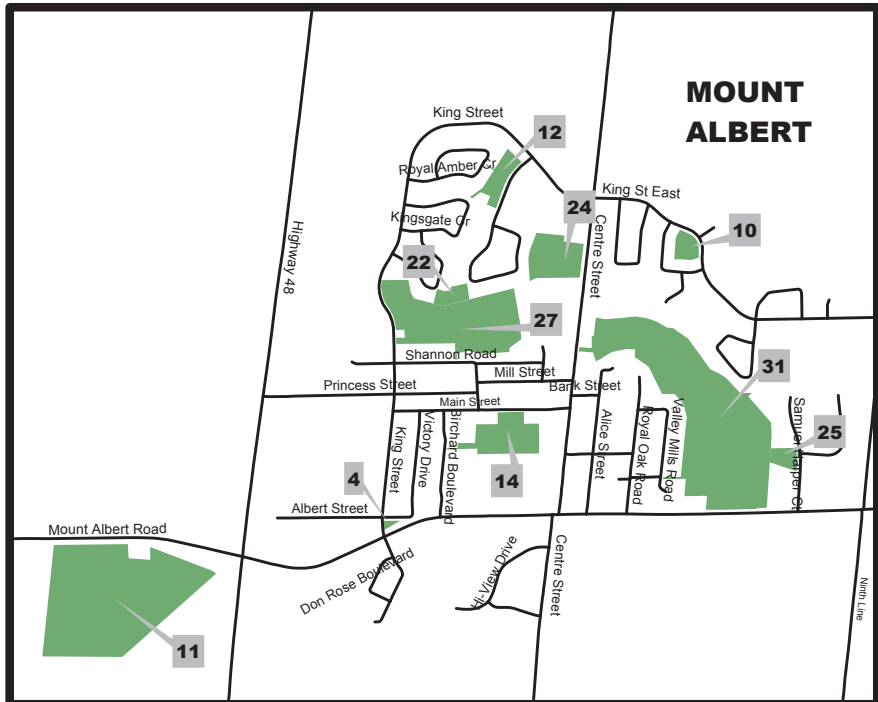 MOUNT
ALBERT
King Street
12
Royal Amber Cr
King St East
24
Kingsgate Cr
Centre Street
10
Highway 48
22
27
Shannon Road
Mill Street
31
Princess Street
Bank Street
Main Street
King Street
Victory Drive
Birchard Boulevard
Alice Street
Royal Oak Road
Valley Mills Road
Samuel Harper Ct
25
14
4
Albert Street
Mount Albert Road
Don Rose Boulevard
Hi-View Drive
Centre Street
Ninth Line
11